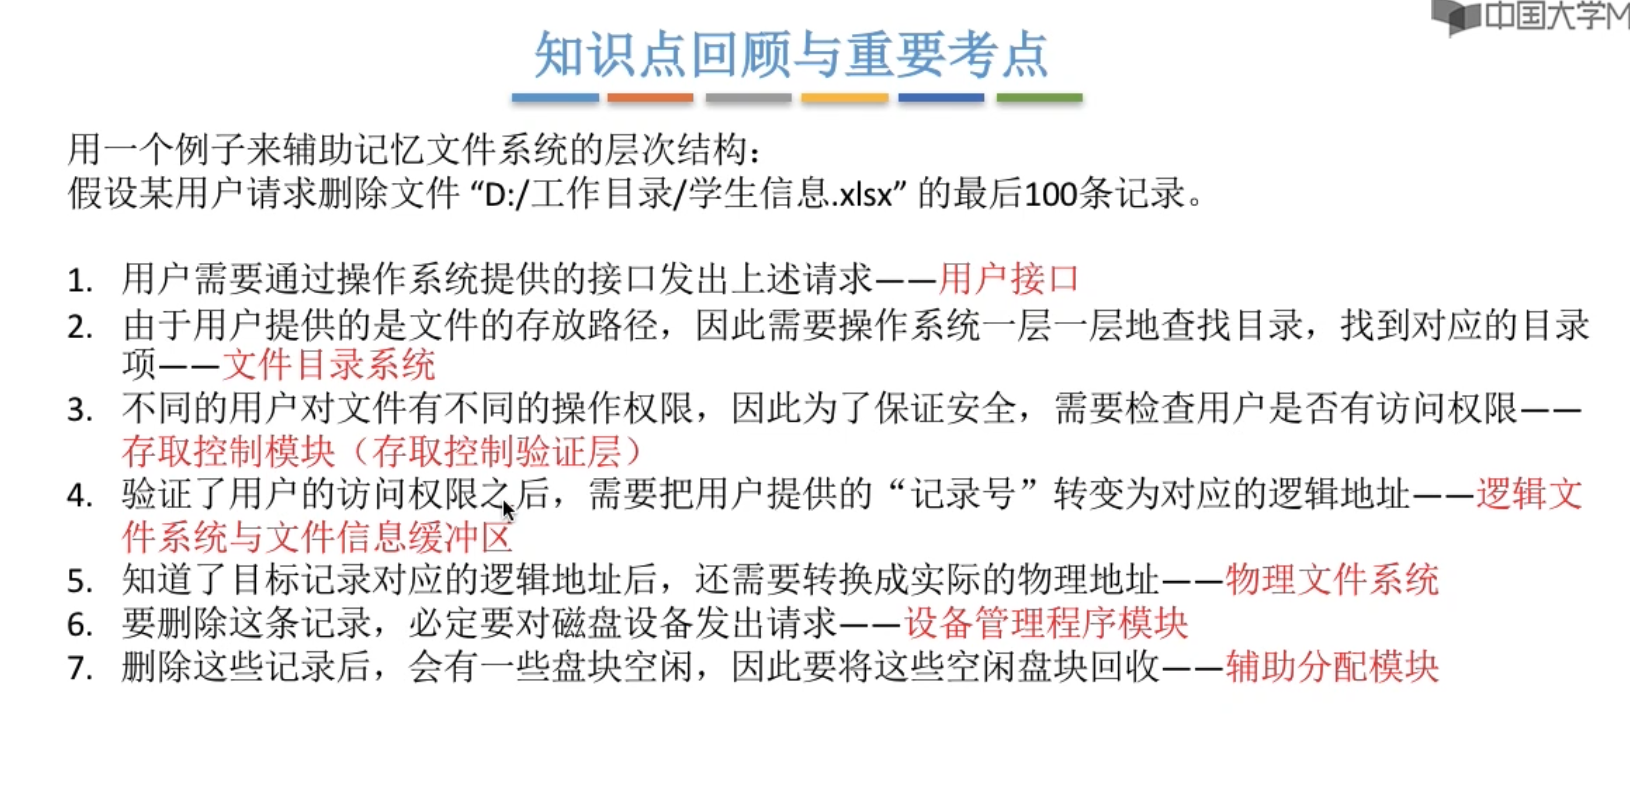 中国大学M
知识点回顾与重要考点
用一个例子来辅助记忆文件系统的层次结构：
假设某用户请求删除文件 “D:/工作目录/学生信息.xlsx” 的最后100条记录。
1. 用户需要通过操作系统提供的接口发出上述请求——用户接口
2. 由于用户提供的是文件的存放路径，因此需要操作系统一层一层地查找目录，找到对应的目录
项——文件目录系统
3. 不同的用户对文件有不同的操作权限，因此为了保证安全，需要检查用户是否有访问权限——
存取控制模块（存取控制验证层）
4. 验证了用户的访问权限之后，需要把用户提供的“记录号”转变为对应的逻辑地址——逻辑文
件系统与文件信息缓冲区
5. 知道了目标记录对应的逻辑地址后，还需要转换成实际的物理地址——物理文件系统
6. 要删除这条记录，必定要对磁盘设备发出请求——设备管理程序模块
7. 删除这些记录后，会有一些盘块空闲，因此要将这些空闲盘块回收——辅助分配模块